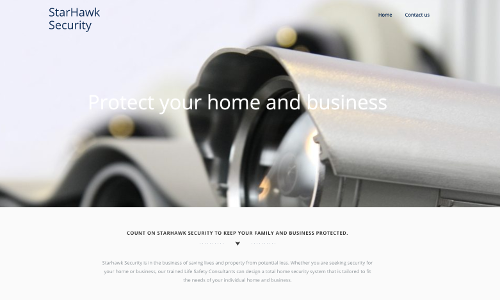 StarHawk
Security
Home Contact us
Protect your home and business
COUNT ON STARHAWK SECURITY TO KEEP YOUR FAMILY AND BUSINESS PROTECTED.
StarHawk Security is in the business of saving lives and property from potential loss. Whether you are seeking security for
your home or business, our trained Life Safety Consultants can design a total home security system that is tailored to fit
the needs of your individual home and business.